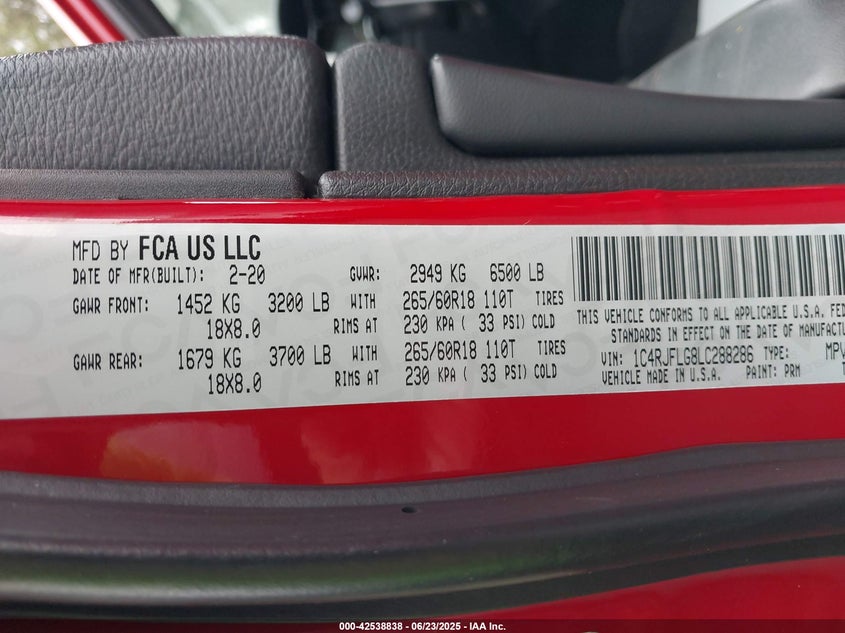 MFD BY FCA US LLC
DATE OF MFR(BUILT): 2-20 GVWR: 2949 KG 6500 LB
GAWR FRONT: 1452 KG 3200 LB WITH 265/60R18 110T TIRES
18X8.0 RIMS AT 230 KPA ( 33 PSI) COLD
GAWR REAR: 1679 KG 3700 LB WITH 265/60R18 110T TIRES
18X8.0 RIMS AT 230 KPA ( 33 PSI) COLD
THIS VEHICLE CONFORMS TO ALL APPLICABLE U.S.A. FED
STANDARDS IN EFFECT ON THE DATE OF MANUFACTUR
VIN: 1C4RJFLG8LC288286 TYPE: MPV
VEHICLE MADE IN U.S.A. PAINT: PRM
000-42538838 - 06/23/2025 - IAA Inc.